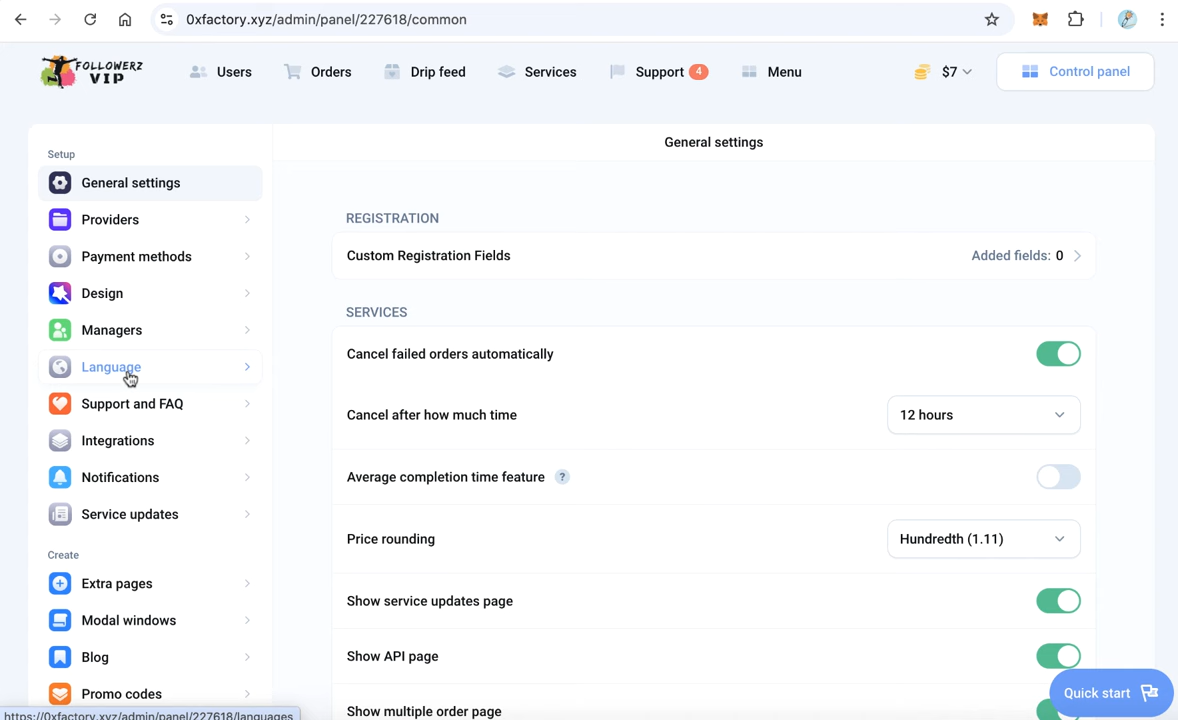 0xfactory.xyz/admin/panel/227618/common
FOLLOWERZ
VIP
Users
Orders
Drip feed
Services
Support 4
Menu
$7
Control panel
Setup
General settings
Providers
Payment methods
Design
Managers
Language
Support and FAQ
Integrations
Notifications
Service updates
Create
Extra pages
Modal windows
Blog
Promo codes
https://0xfactory.xyz/admin/panel/227618/languages
General settings
REGISTRATION
Custom Registration Fields
Added fields: 0
SERVICES
Cancel failed orders automatically
Cancel after how much time
12 hours
Average completion time feature ?
Price rounding
Hundredth (1.11)
Show service updates page
Show API page
Show multiple order page
Quick start